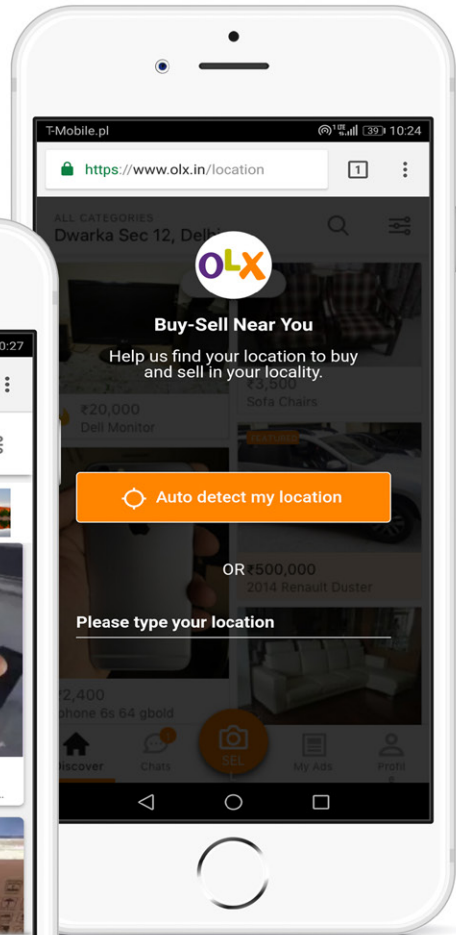 T-Mobile.pl
39
10:24
https://www.olx.in/location
1
ALL CATEGORIES
Dwarka Sec 12, Delhi
OLX
Buy-Sell Near You
Help us find your location to buy
and sell in your locality.
₹3,500
Sofa Chairs
₹20,000
Dell Monitor
FEATURED
Auto detect my location
OR
₹500,000
2014 Renault Duster
Please type your location
2,400
phone 6s 64 gbold
Discover
Chats
SEL
My Ads
Profil
0:27